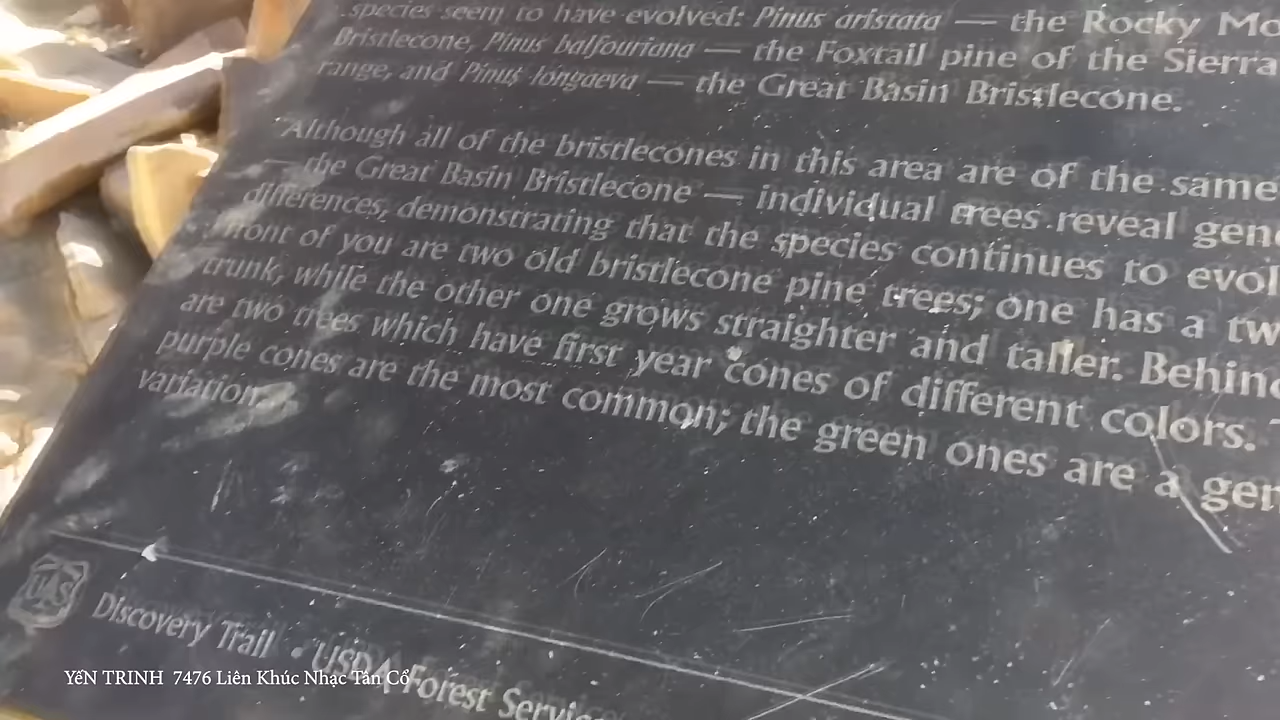 species seem to have evolved: Pinus aristata — the Rocky Mo
Bristlecone, Pinus balfouriana — the Foxtail pine of the Sierra
range, and Pinus longaeva — the Great Basin Bristlecone.
Although all of the bristlecones in this area are of the same
— the Great Basin Bristlecone — individual trees reveal gene
differences, demonstrating that the species continues to evol
front of you are two old bristlecone pine trees; one has a tw
trunk, while the other one grows straighter and taller. Behind
are two trees which have first year cones of different colors.
purple cones are the most common; the green ones are a gen
variation.
UAS
Discovery Trail • USDA Forest Service
YẾN TRINH 7476 Liên Khúc Nhạc Tân Cổ